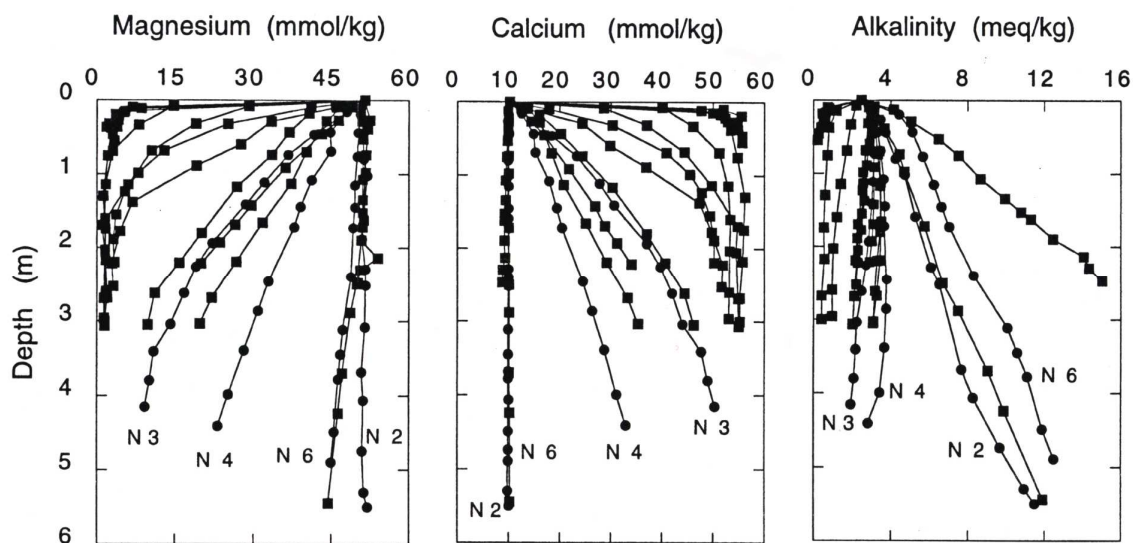 Magnesium (mmol/kg)
Calcium (mmol/kg)
Alkalinity (meq/kg)
0 15 30 45 60
0 10 20 30 40 50 60
0 4 8 12 16
Depth (m)
0
1
2
3
4
5
6
N 3
N 4
N 6
N 2
N 6
N 2
N 4
N 3
N 3
N 4
N 2
N 6